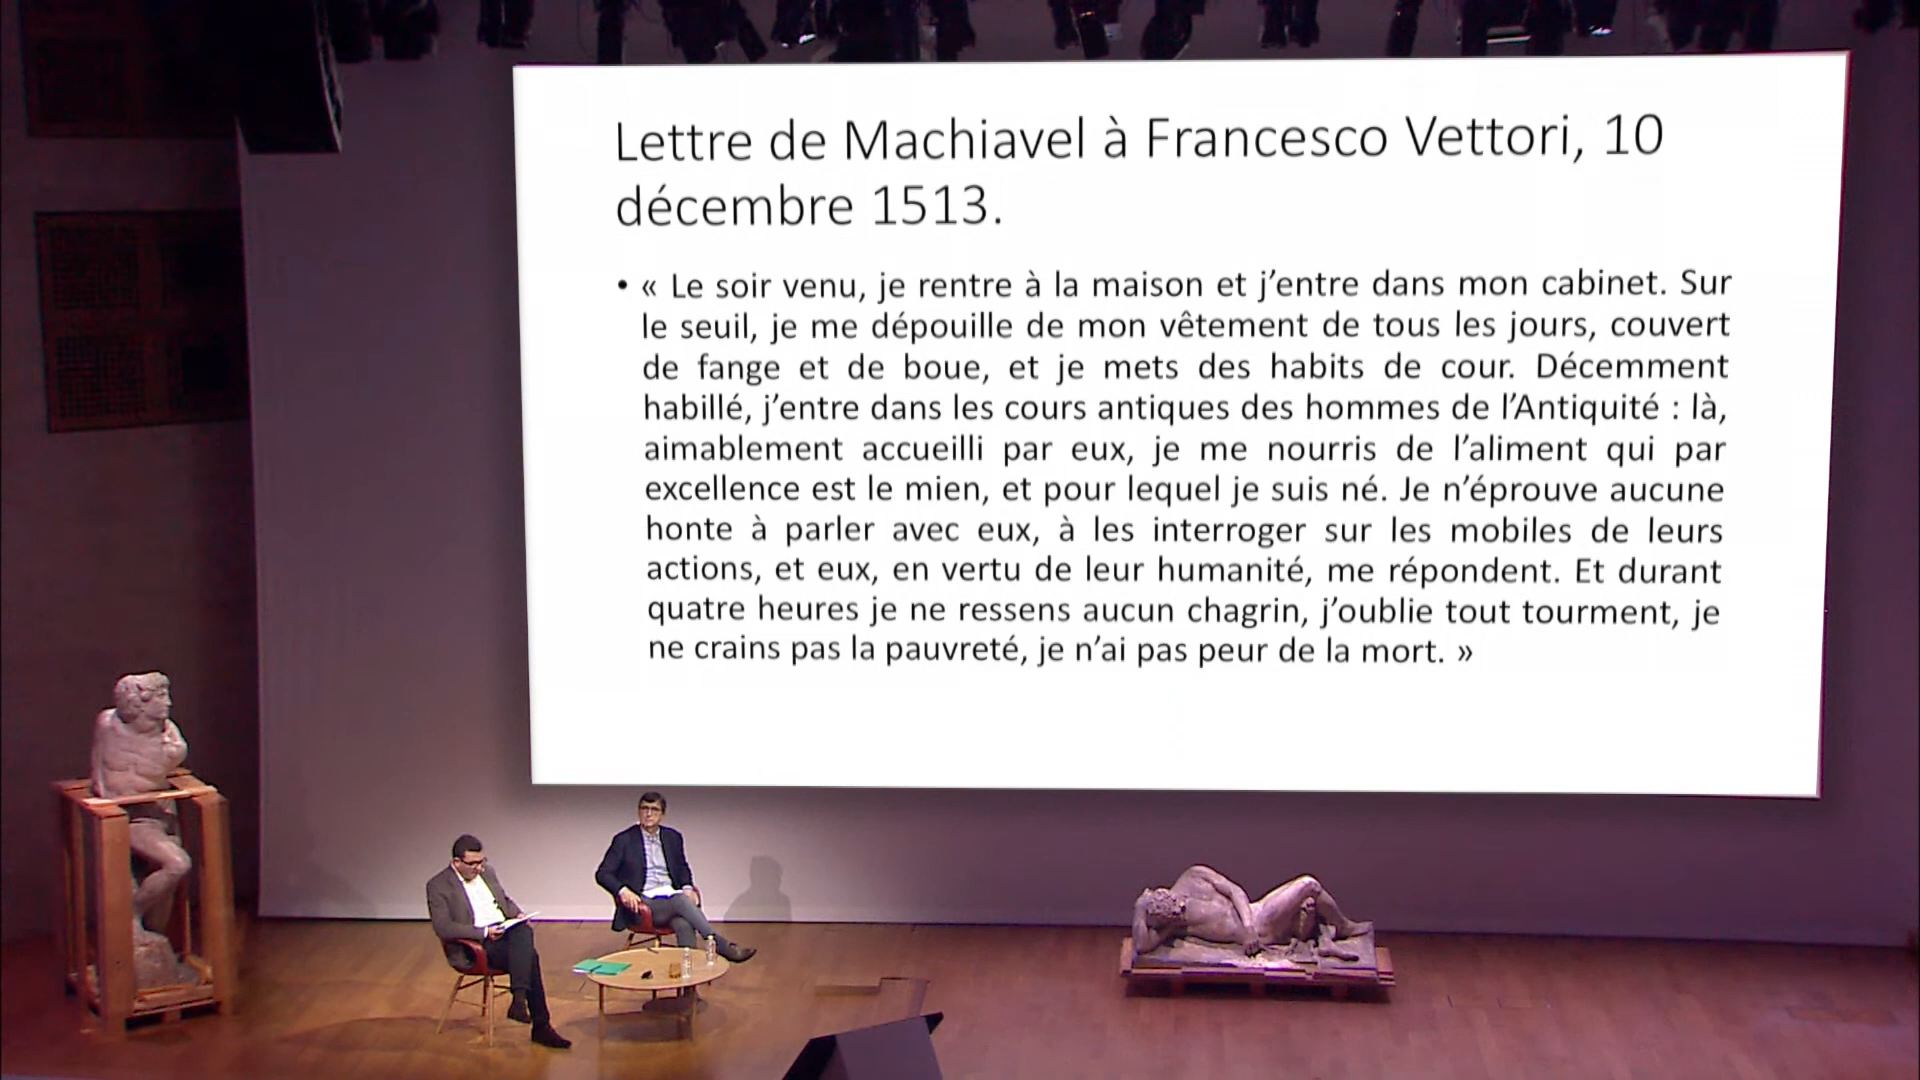 Lettre de Machiavel à Francesco Vettori, 10
décembre 1513.
• « Le soir venu, je rentre à la maison et j’entre dans mon cabinet. Sur
le seuil, je me dépouille de mon vêtement de tous les jours, couvert
de fange et de boue, et je mets des habits de cour. Décemment
habillé, j’entre dans les cours antiques des hommes de l’Antiquité : là,
aimablement accueilli par eux, je me nourris de l’aliment qui par
excellence est le mien, et pour lequel je suis né. Je n’éprouve aucune
honte à parler avec eux, à les interroger sur les mobiles de leurs
actions, et eux, en vertu de leur humanité, me répondent. Et durant
quatre heures je ne ressens aucun chagrin, j’oublie tout tourment, je
ne crains pas la pauvreté, je n’ai pas peur de la mort. »